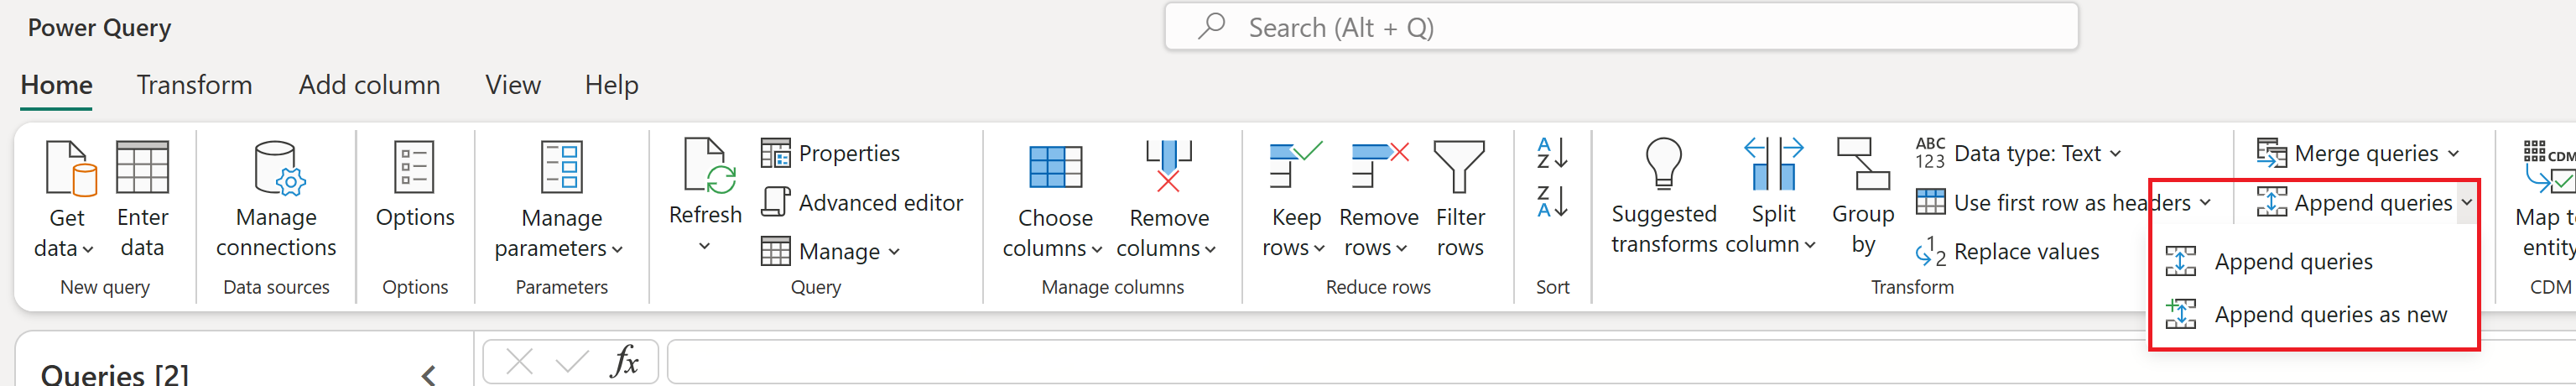 Power Query
Search (Alt + Q)
Home Transform Add column View Help
Get data
Enter data
New query
Manage connections
Data sources
Options
Options
Manage parameters
Parameters
Refresh
Properties
Advanced editor
Manage
Query
Choose columns
Remove columns
Manage columns
Keep rows
Remove rows
Filter rows
Reduce rows
A
Z
Z
A
Sort
Suggested transforms
Split column
Group by
ABC
123
Data type: Text
Use first row as headers
1
2
Replace values
Transform
Merge queries
Append queries
Append queries
Append queries as new
CDM
Map t
entity
CDM
Queries [2]
fx